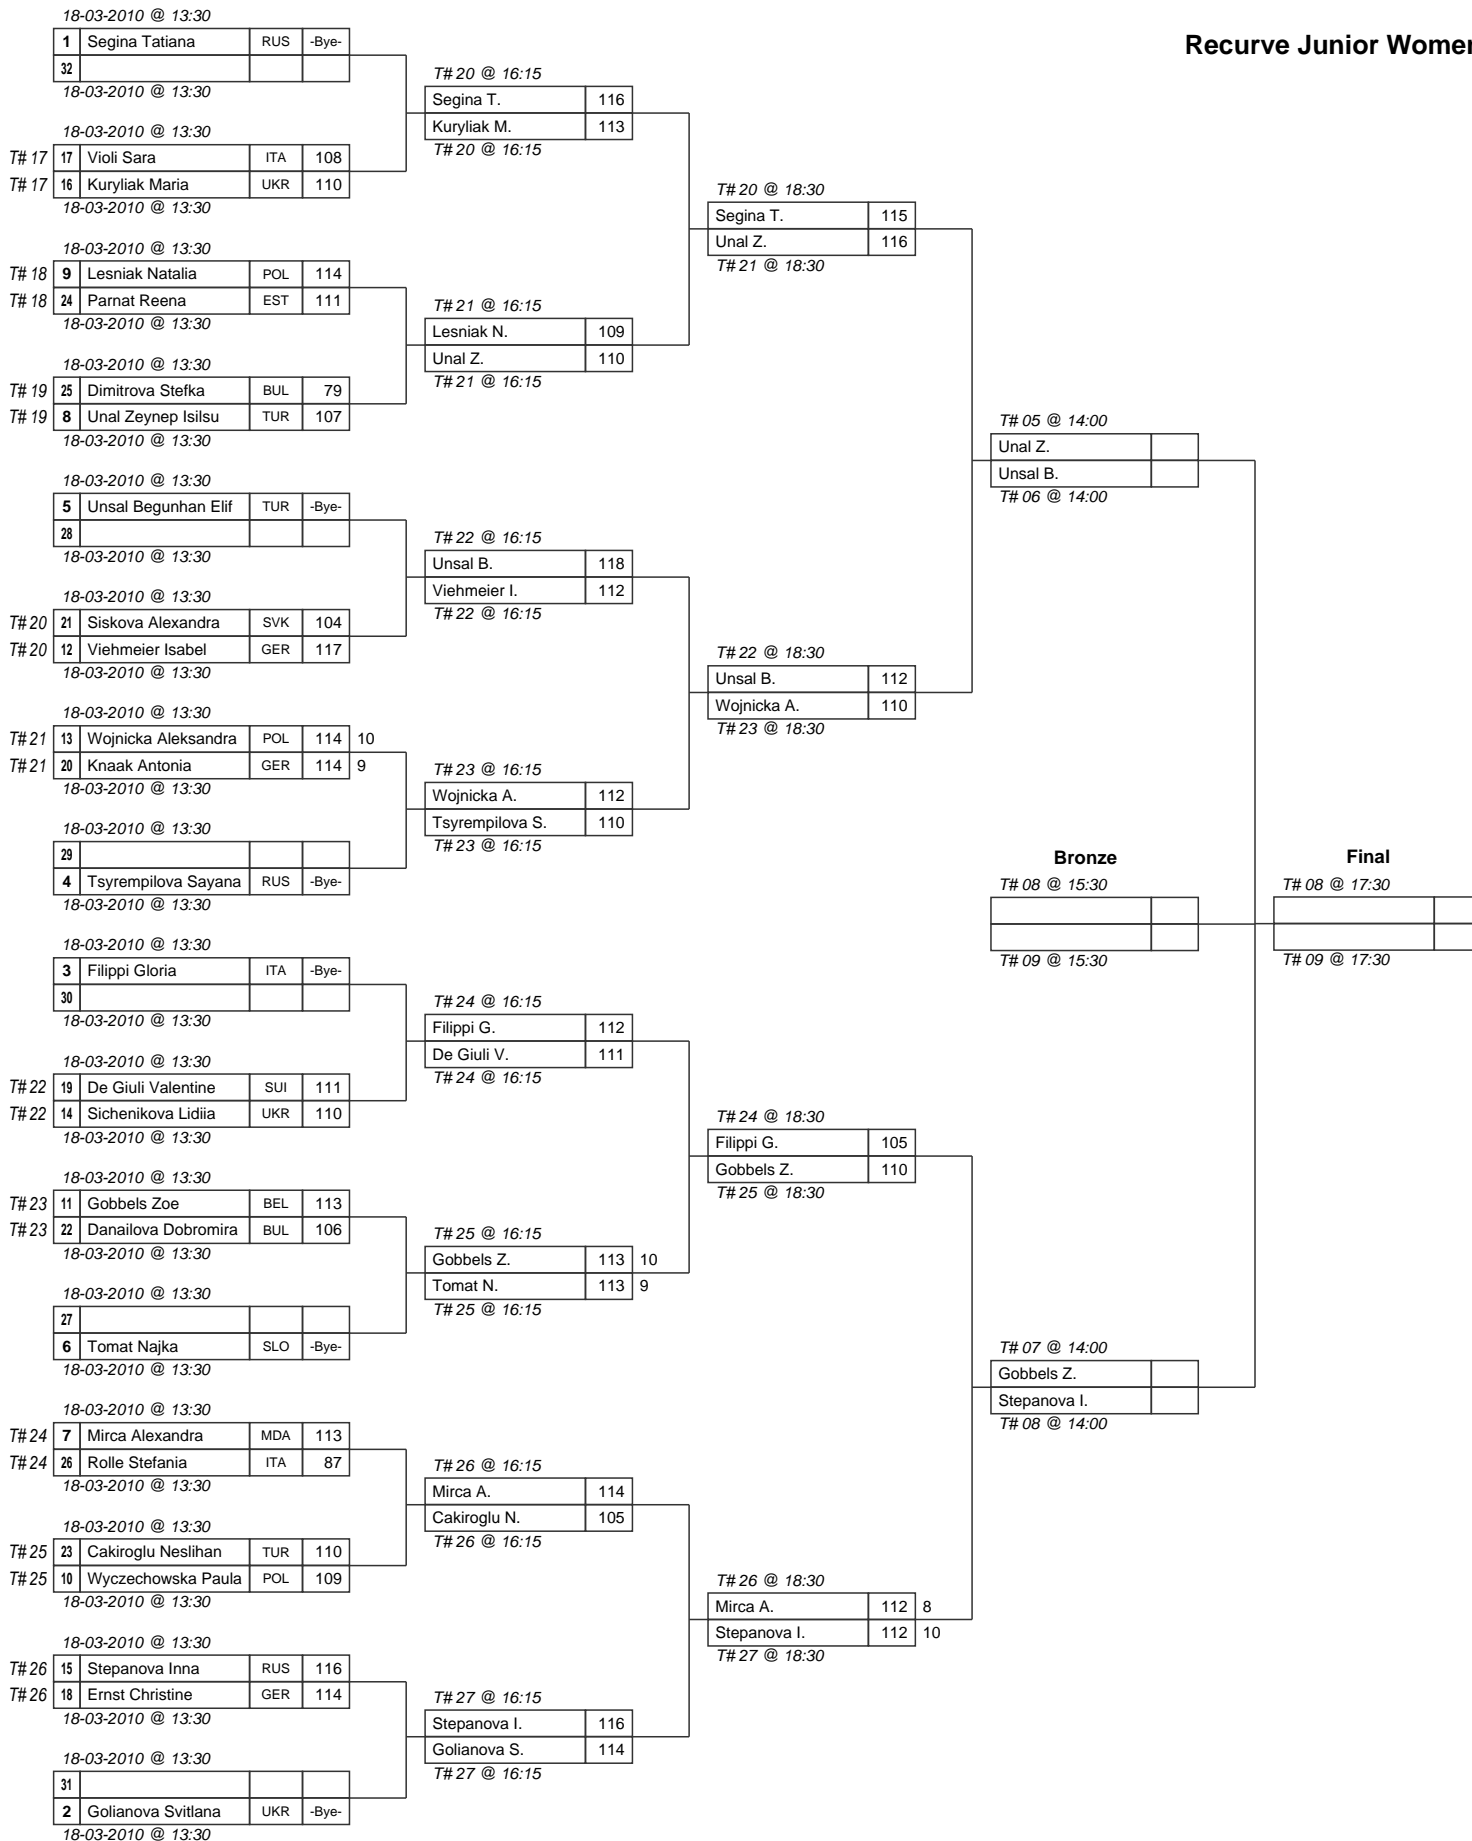 18-03-2010 @ 13:30
1 Segina Tatiana RUS -Bye-
32
18-03-2010 @ 13:30
18-03-2010 @ 13:30
T# 17 17 Violi Sara ITA 108
T# 17 16 Kuryliak Maria UKR 110
18-03-2010 @ 13:30
18-03-2010 @ 13:30
T# 18 9 Lesniak Natalia POL 114
T# 18 24 Parnat Reena EST 111
18-03-2010 @ 13:30
18-03-2010 @ 13:30
T# 19 25 Dimitrova Stefka BUL 79
T# 19 8 Unal Zeynep Isilsu TUR 107
18-03-2010 @ 13:30
18-03-2010 @ 13:30
5 Unsal Begunhan Elif TUR -Bye-
28
18-03-2010 @ 13:30
18-03-2010 @ 13:30
T# 20 21 Siskova Alexandra SVK 104
T# 20 12 Viehmeier Isabel GER 117
18-03-2010 @ 13:30
18-03-2010 @ 13:30
T# 21 13 Wojnicka Aleksandra POL 114 10
T# 21 20 Knaak Antonia GER 114 9
18-03-2010 @ 13:30
18-03-2010 @ 13:30
29
4 Tsyrempilova Sayana RUS -Bye-
18-03-2010 @ 13:30
18-03-2010 @ 13:30
3 Filippi Gloria ITA -Bye-
30
18-03-2010 @ 13:30
18-03-2010 @ 13:30
T# 22 19 De Giuli Valentine SUI 111
T# 22 14 Sichenikova Lidiia UKR 110
18-03-2010 @ 13:30
18-03-2010 @ 13:30
T# 23 11 Gobbels Zoe BEL 113
T# 23 22 Danailova Dobromira BUL 106
18-03-2010 @ 13:30
18-03-2010 @ 13:30
27
6 Tomat Najka SLO -Bye-
18-03-2010 @ 13:30
18-03-2010 @ 13:30
T# 24 7 Mirca Alexandra MDA 113
T# 24 26 Rolle Stefania ITA 87
18-03-2010 @ 13:30
18-03-2010 @ 13:30
T# 25 23 Cakiroglu Neslihan TUR 110
T# 25 10 Wyczechowska Paula POL 109
18-03-2010 @ 13:30
18-03-2010 @ 13:30
T# 26 15 Stepanova Inna RUS 116
T# 26 18 Ernst Christine GER 114
18-03-2010 @ 13:30
18-03-2010 @ 13:30
31
2 Golianova Svitlana UKR -Bye-
18-03-2010 @ 13:30
T# 20 @ 16:15
Segina T. 116
Kuryliak M. 113
T# 20 @ 16:15
T# 21 @ 16:15
Lesniak N. 109
Unal Z. 110
T# 21 @ 16:15
T# 22 @ 16:15
Unsal B. 118
Viehmeier I. 112
T# 22 @ 16:15
T# 23 @ 16:15
Wojnicka A. 112
Tsyrempilova S. 110
T# 23 @ 16:15
T# 24 @ 16:15
Filippi G. 112
De Giuli V. 111
T# 24 @ 16:15
T# 25 @ 16:15
Gobbels Z. 113 10
Tomat N. 113 9
T# 25 @ 16:15
T# 26 @ 16:15
Mirca A. 114
Cakiroglu N. 105
T# 26 @ 16:15
T# 27 @ 16:15
Stepanova I. 116
Golianova S. 114
T# 27 @ 16:15
T# 20 @ 18:30
Segina T. 115
Unal Z. 116
T# 21 @ 18:30
T# 22 @ 18:30
Unsal B. 112
Wojnicka A. 110
T# 23 @ 18:30
T# 24 @ 18:30
Filippi G. 105
Gobbels Z. 110
T# 25 @ 18:30
T# 26 @ 18:30
Mirca A. 112 8
Stepanova I. 112 10
T# 27 @ 18:30
T# 05 @ 14:00
Unal Z.
Unsal B.
T# 06 @ 14:00
T# 07 @ 14:00
Gobbels Z.
Stepanova I.
T# 08 @ 14:00
Bronze
T# 08 @ 15:30
T# 09 @ 15:30
Final
T# 08 @ 17:30
T# 09 @ 17:30
Recurve Junior